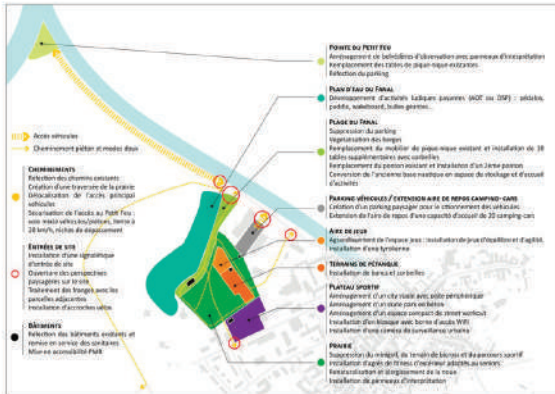 Accès véhicules
Cheminement piéton et modes doux
CHEMINEMENTS
Réfection des chemins existants
Création d'une traversée de la prairie
Délocalisation de l'accès principal
véhicules
Sécurisation de l'accès au Petit Feu :
voie mixte véhicules/piétons, limite à
20 km/h, niches de dépassement
ENTRÉES DE SITE
Installation d'une signalétique
d'entrée de site
Ouverture des perspectives
paysagères sur le site
Traitement des franges avec les
parcelles adjacentes
Installation d'accroches vélos
BÂTIMENTS
Réfection des bâtiments existants et
remise en service des sanitaires
Mise en accessibilité PMR
POINTE DU PETIT FEU
Aménagement de belvédères d'observation avec panneaux d'interprétation
Remplacement des tables de pique-nique existantes
Réfection du parking
PLAN D'EAU DU FANAL
Développement d'activités ludiques payantes (AOT ou DSP) : pédalos,
paddle, wakeboard, bulles géantes...
PLAGE DU FANAL
Suppression du parking
Végétalisation des berges
Remplacement du mobilier de pique-nique existant et installation de 20
tables supplémentaires avec corbeilles
Remplacement du ponton existant et installation d'un 2ème ponton
Conversion de l'ancienne base nautique en espace de stockage et d'accueil
d'activités
PARKING VÉHICULES / EXTENSION AIRE DE REPOS CAMPING-CARS
Création d'un parking paysager pour le stationnement des véhicules
Extension de l'aire de repos d'une capacité d'accueil de 20 camping-cars
AIRE DE JEUX
Agrandissement de l'espace jeux : installation de jeux d'équilibre et d'agilité.
Installation d'une tyrolienne
TERRAINS DE PÉTANQUE
Installation de bancs et corbeilles
PLATEAU SPORTIF
Aménagement d'un city stade avec piste périphérique
Aménagement d'un skate park en béton
Aménagement d'un espace compact de street workout
Installation d'un kiosque avec borne d'accès WIFI
Installation d'une caméra de surveillance urbaine
PRAIRIE
Suppression du minigolf, du terrain de bicross et du parcours sportif
Installation d'agrès de fitness d'extérieur adaptés aux seniors
Renaturalisation et élargissement de la noue
Installation de panneaux d'interprétation